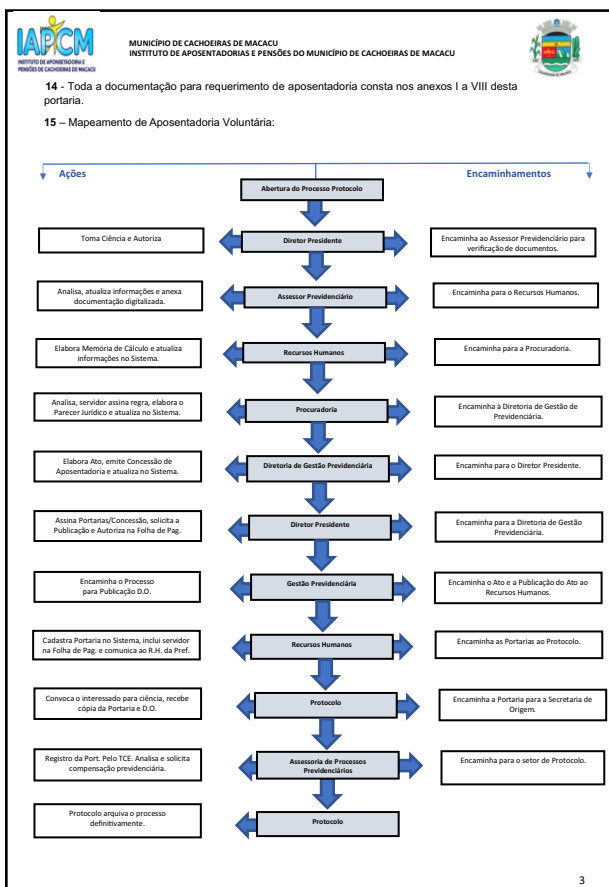 IAPCM
INSTITUTO DE APONSETADORIA E
PENSÕES DE CACHOEIRAS DE MACACU
MUNICÍPIO DE CACHOEIRAS DE MACACU
INSTITUTO DE APOSENTADORIAS E PENSÕES DO MUNICÍPIO DE CACHOEIRAS DE MACACU
14 - Toda a documentação para requerimento de aposentadoria consta nos anexos I a VIII desta
portaria.
15 – Mapeamento de Aposentadoria Voluntária:
Ações
Encaminhamentos
Abertura do Processo Protocolo
Toma Ciência e Autoriza
Diretor Presidente
Encaminha ao Assessor Previdenciário para
verificação de documentos.
Analisa, atualiza informações e anexa
documentação digitalizada.
Assessor Previdenciário
Encaminha para o Recursos Humanos.
Elabora Memória de Cálculo e atualiza
informações no Sistema.
Recursos Humanos
Encaminha para a Procuradoria.
Analisa, servidor assina regra, elabora o
Parecer Jurídico e atualiza no Sistema.
Procuradoria
Encaminha à Diretoria de Gestão de
Previdenciária.
Elabora Ato, emite Concessão de
Aposentadoria e atualiza no Sistema.
Diretoria de Gestão Previdenciária
Encaminha para o Diretor Presidente.
Assina Portarias/Concessão, solicita a
Publicação e Autoriza na Folha de Pag.
Diretor Presidente
Encaminha para a Diretoria de Gestão
Previdenciária.
Encaminha o Processo
para Publicação D.O.
Gestão Previdenciária
Encaminha o Ato e a Publicação do Ato ao
Recursos Humanos.
Cadastra Portaria no Sistema, inclui servidor
na Folha de Pag. e comunica ao R.H. da Pref.
Recursos Humanos
Encaminha as Portarias ao Protocolo.
Convoca o interessado para ciência, recebe
cópia da Portaria e D.O.
Protocolo
Encaminha a Portaria para a Secretaria de
Origem.
Registro da Port. Pelo TCE. Analisa e solicita
compensação previdenciária.
Assessoria de Processos
Previdenciários
Encaminha para o setor de Protocolo.
Protocolo arquiva o processo
definitivamente.
Protocolo
3